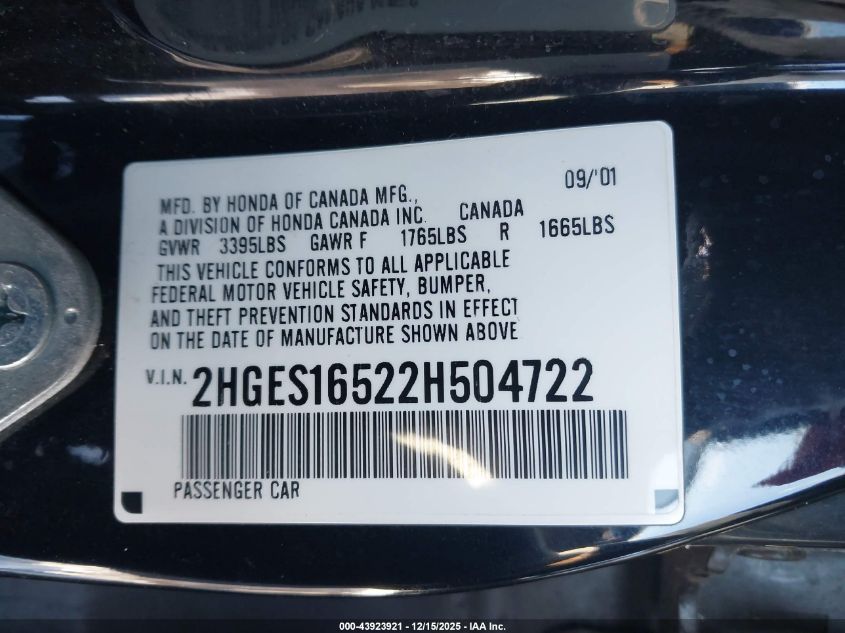 MFD. BY HONDA OF CANADA MFG., 09/'01
A DIVISION OF HONDA CANADA INC. CANADA
GVWR 3395LBS GAWR F 1765LBS R 1665LBS
THIS VEHICLE CONFORMS TO ALL APPLICABLE
FEDERAL MOTOR VEHICLE SAFETY, BUMPER,
AND THEFT PREVENTION STANDARDS IN EFFECT
ON THE DATE OF MANUFACTURE SHOWN ABOVE
V.I.N. 2HGES16522H504722
PASSENGER CAR
000-43923921 - 12/15/2025 - IAA Inc.